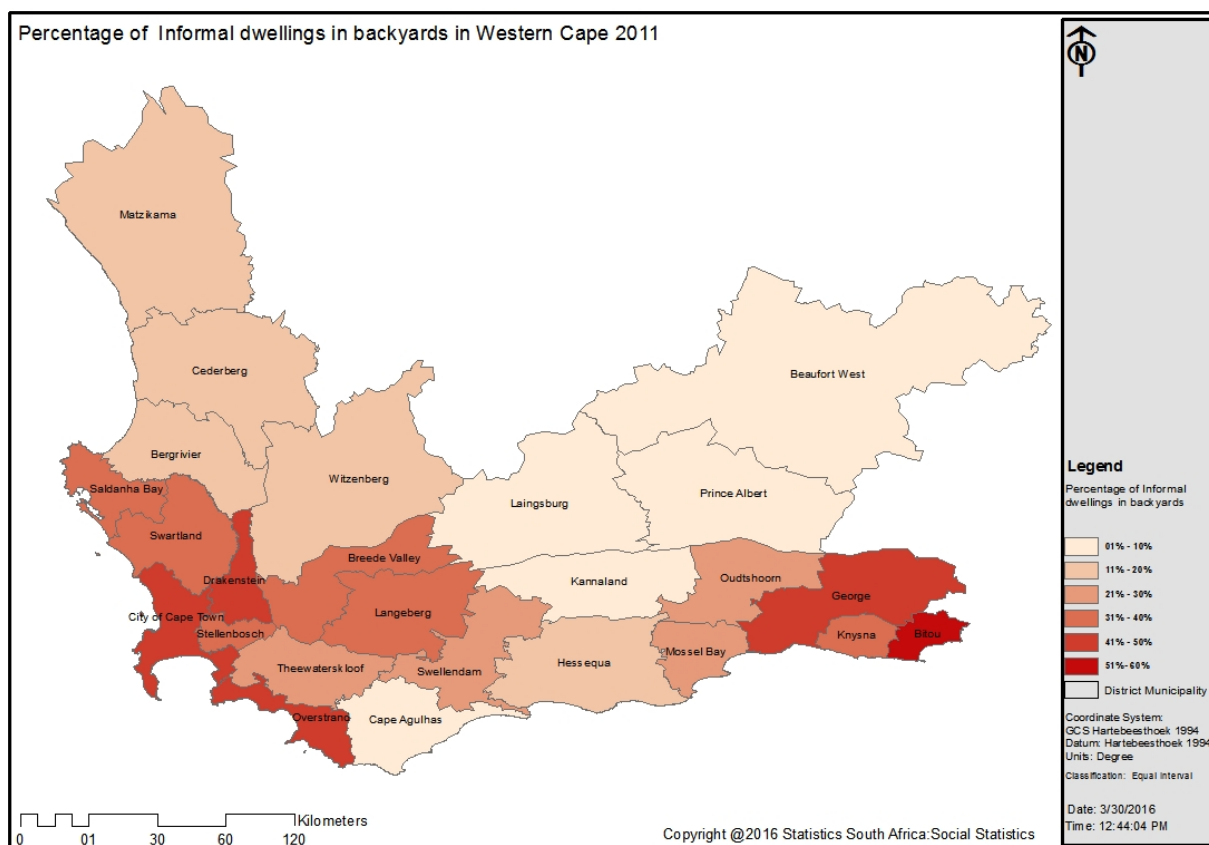 Percentage of Informal dwellings in backyards in Western Cape 2011
N
Matzikama
Cederberg
Beaufort West
Bergrivier
Witzenberg
Saldanha Bay
Laingsburg
Prince Albert
Swartland
Breede Valley
Drakenstein
Kannaland
Oudtshoorn
George
City of Cape Town
Langeberg
Stellenbosch
Knysna
Bitou
Theewaterskloof
Swellendam
Hessequa
Mossel Bay
Overstrand
Cape Agulhas
Legend
Percentage of Informal
dwellings in backyards
01% - 10%
11% - 20%
21% - 30%
31% - 40%
41% - 50%
51%- 60%
District Municipality
Coordinate System:
GCS Hartebeesthoek 1994
Datum: Hartebeesthoek 1994
Units: Degree
Classification: Equal Interval
Date: 3/30/2016
Time: 12:44:04 PM
Kilometers
0 01 30 60 120
Copyright @2016 Statistics South Africa:Social Statistics